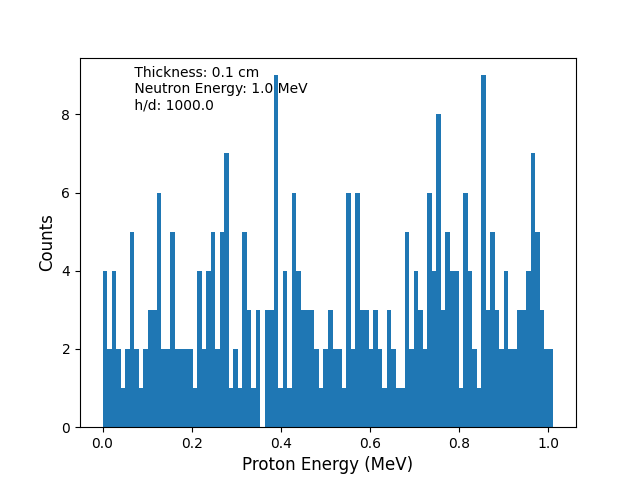 Thickness: 0.1 cm
Neutron Energy: 1.0 MeV
h/d: 1000.0
8
6
4
2
0
Counts
0.0 0.2 0.4 0.6 0.8 1.0
Proton Energy (MeV)